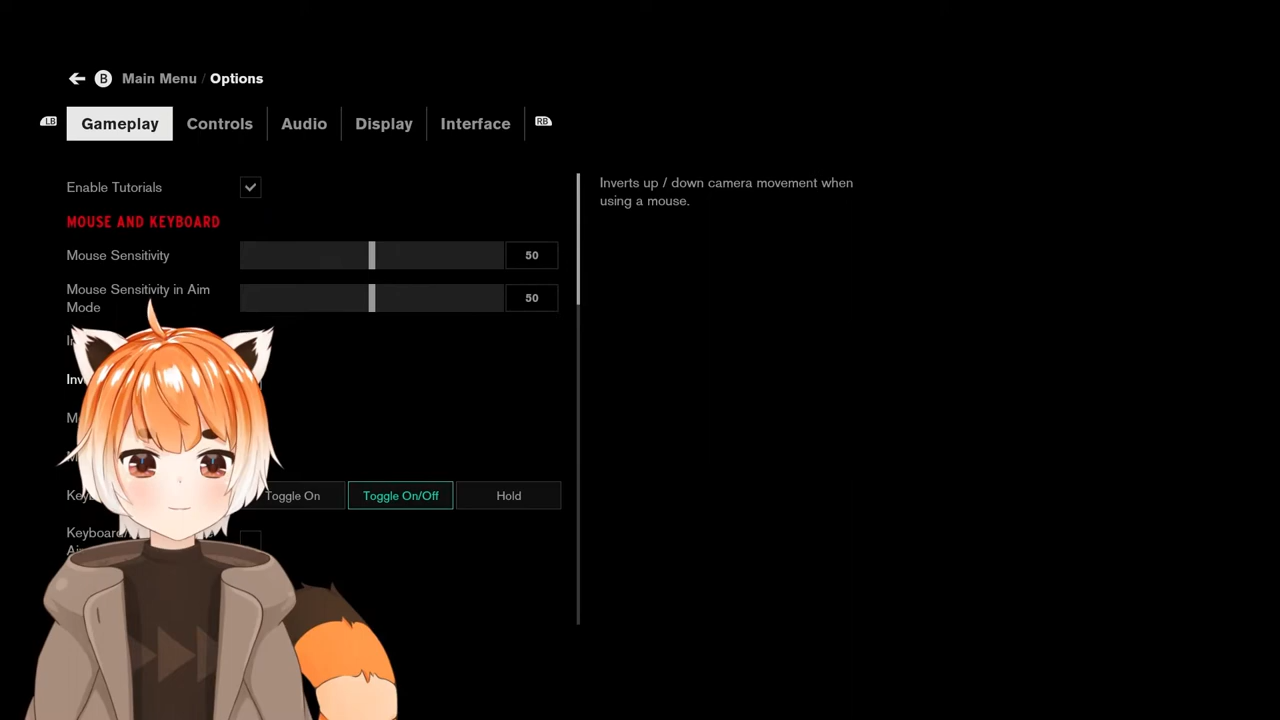 B Main Menu / Options
LB Gameplay Controls Audio Display Interface RB
Enable Tutorials
Inverts up / down camera movement when
using a mouse.
MOUSE AND KEYBOARD
Mouse Sensitivity 50
Mouse Sensitivity in Aim
Mode 50
Toggle On Toggle On/Off Hold
Keyboard/